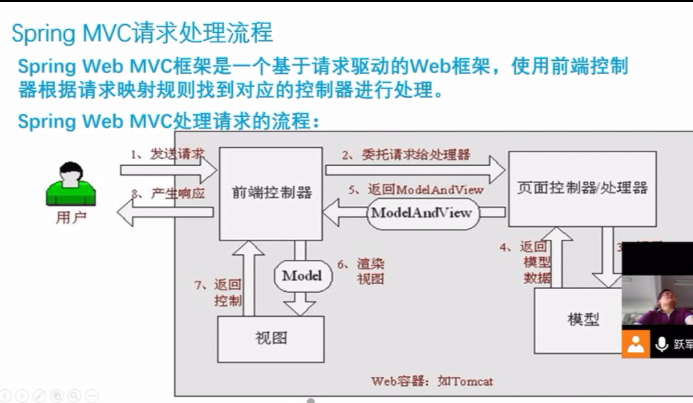 Spring MVC请求处理流程
Spring Web MVC框架是一个基于请求驱动的Web框架，使用前端控制
器根据请求映射规则找到对应的控制器进行处理。
Spring Web MVC处理请求的流程：
1、发送请求
2、委托请求给处理器
8、产生响应
5、返回ModelAndView
用户
前端控制器
ModelAndView
页面控制器/处理器
4、返回
模型
数据
3、
6、渲染
视图
Model
7、返回
控制
视图
模型
跃军
Web容器：如Tomcat